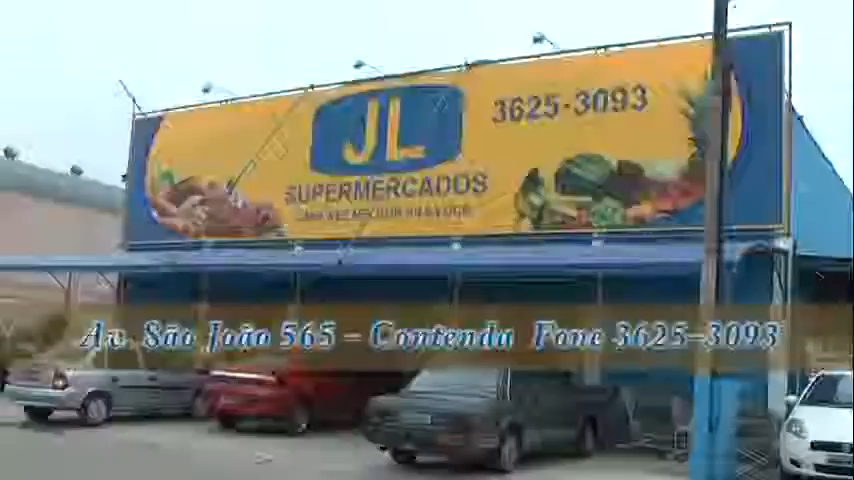 JL
3625-3093
SUPERMERCADOS
Av. São João 565 - Contenda Fone 3625-3093